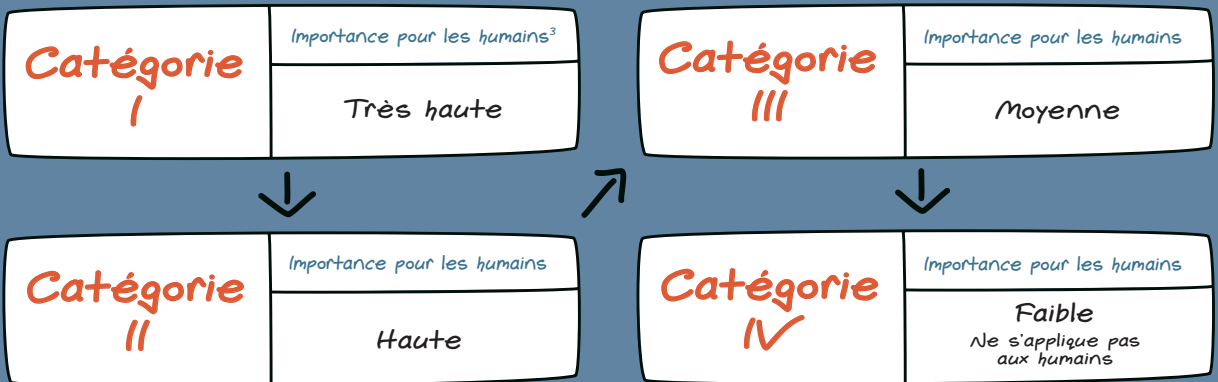 Catégorie
I
Importance pour les humains³
Très haute
Catégorie
II
Importance pour les humains
Haute
Catégorie
III
Importance pour les humains
Moyenne
Catégorie
IV
Importance pour les humains
Faible
Ne s'applique pas
aux humains